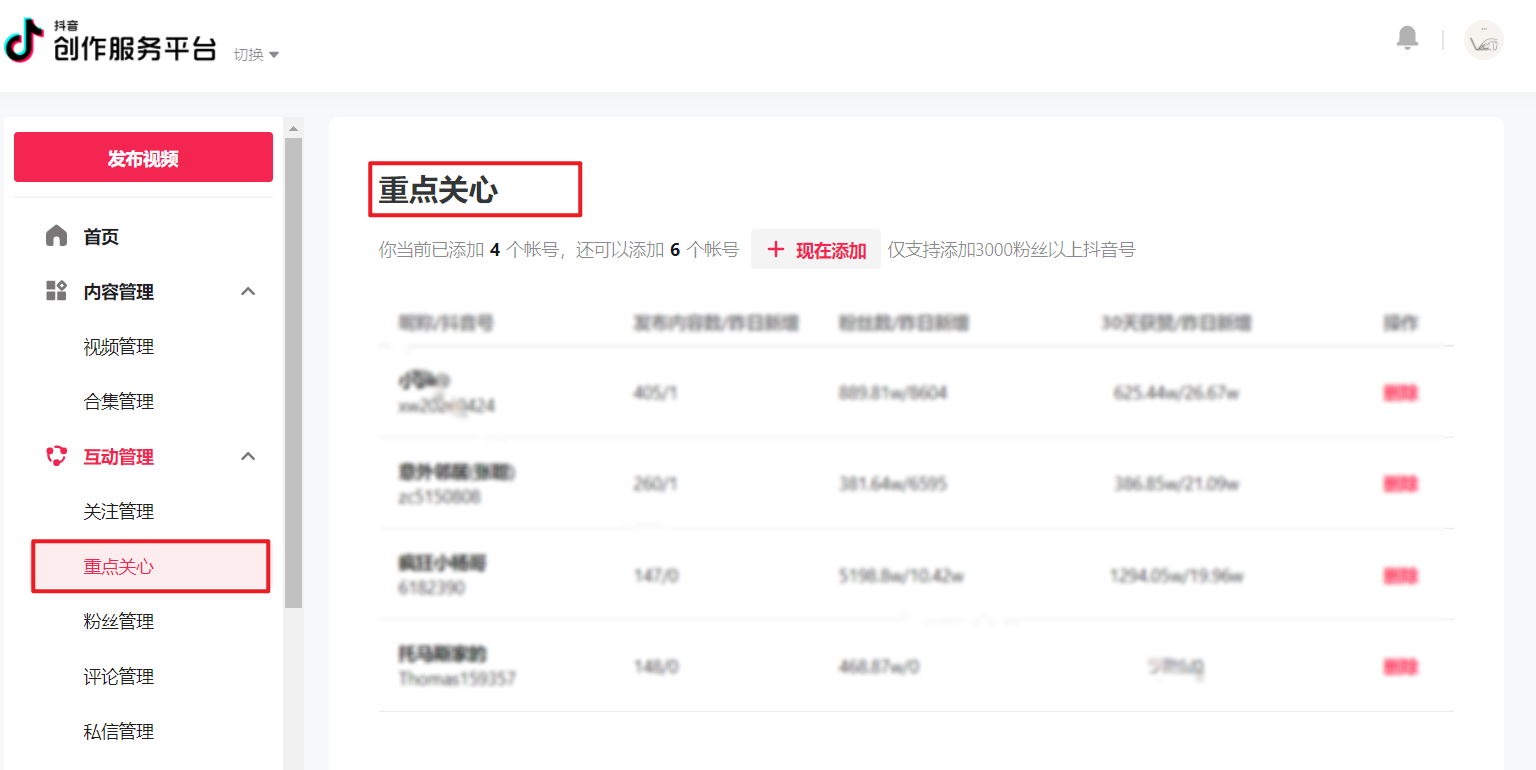 抖音
创作服务平台
切换
发布视频
首页
内容管理
视频管理
合集管理
互动管理
关注管理
重点关心
粉丝管理
评论管理
私信管理
重点关心
你当前已添加 4 个帐号，还可以添加 6 个帐号 + 现在添加 仅支持添加3000粉丝以上抖音号
昵称/抖音号 发布内容数/昨日新增 粉丝数/昨日新增 30天获赞/昨日新增 操作
405/1 889.81w/8604 625.44w/26.67w 删除
意外邻居(张聪)
zc5150808 260/1 381.64w/6595 386.85w/21.09w 删除
疯狂小杨哥
6182390 147/0 5198.8w/10.42w 1294.05w/19.96w 删除
托马斯家的
Thomas159357 148/0 468.87w/0 删除